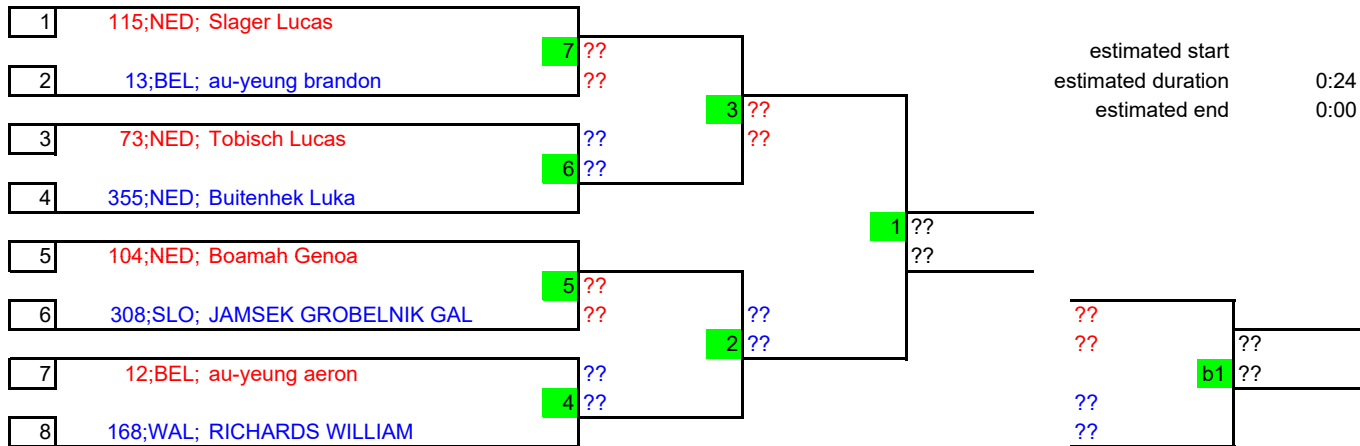 1 115;NED; Slager Lucas
7 ?? estimated start
2 13;BEL; au-yeung brandon ?? estimated duration 0:24
3 ?? estimated end 0:00
3 73;NED; Tobisch Lucas ?? ??
6 ??
4 355;NED; Buitenhek Luka
1 ??
5 104;NED; Boamah Genoa ??
5 ??
6 308;SLO; JAMSEK GROBELNIK GAL ?? ?? ??
2 ?? ?? ??
7 12;BEL; au-yeung aeron ?? b1 ??
4 ?? ??
8 168;WAL; RICHARDS WILLIAM ??